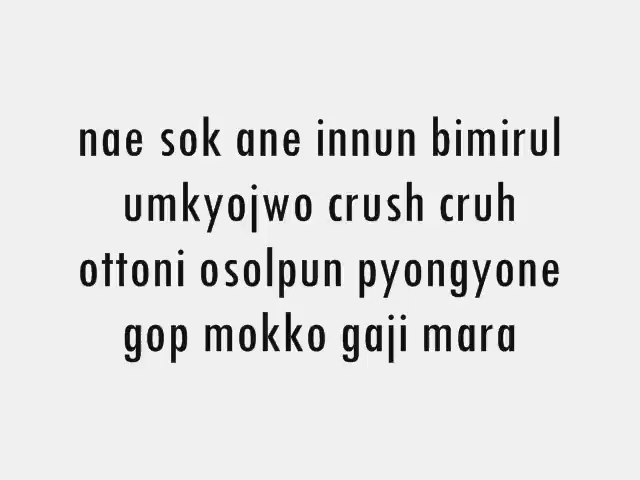 nae sok ane innun bimirul
umkyojwo crush cruh
ottoni osolpun pyongyone
gop mokko gaji mara